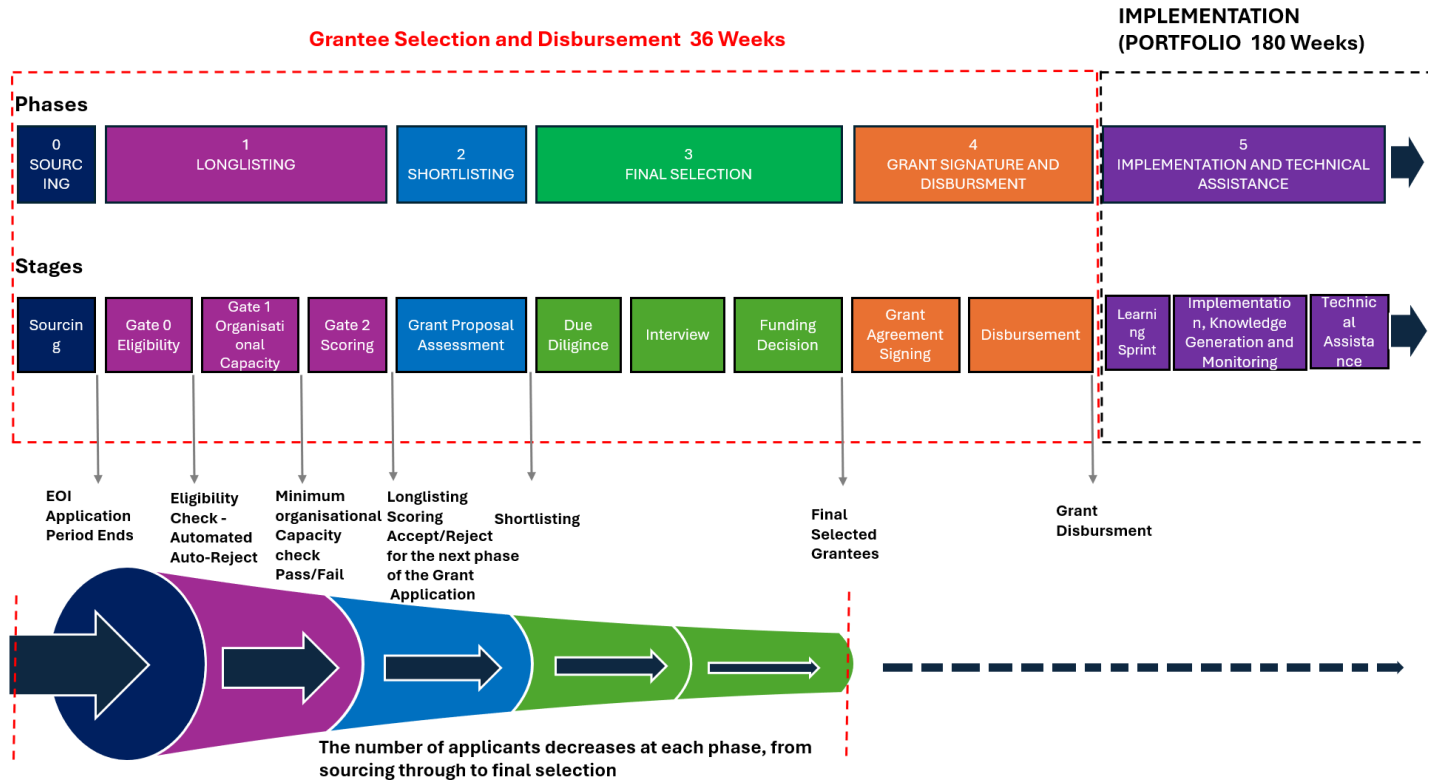 Grantee Selection and Disbursement  36 Weeks
IMPLEMENTATION
(PORTFOLIO  180 Weeks)
Phases
0
SOURC
ING
1
LONGLISTING
2
SHORTLISTING
3
FINAL SELECTION
4
GRANT SIGNATURE AND
DISBURSMENT
5
IMPLEMENTATION AND TECHNICAL
ASSISTANCE
Stages
Sourcin
g
Gate 0
Eligibility
Gate 1
Organisati
onal
Capacity
Gate 2
Scoring
Grant Proposal
Assessment
Due
Diligince
Interview
Funding
Decision
Grant
Agreement
Signing
Disbursement
Learni
ng
Sprint
Implementatio
n, Knowledge
Generation and
Monitoring
Technic
al
Assista
nce
EOI
Application
Period Ends
Eligibility
Check -
Automated
Auto-Reject
Minimum
organisational
Capacity
check
Pass/Fail
Longlisting
Scoring
Accept/Reject
for the next phase
of the Grant
Application
Shortlisting
Final
Selected
Grantees
Grant
Disbursment
The number of applicants decreases at each phase, from
sourcing through to final selection